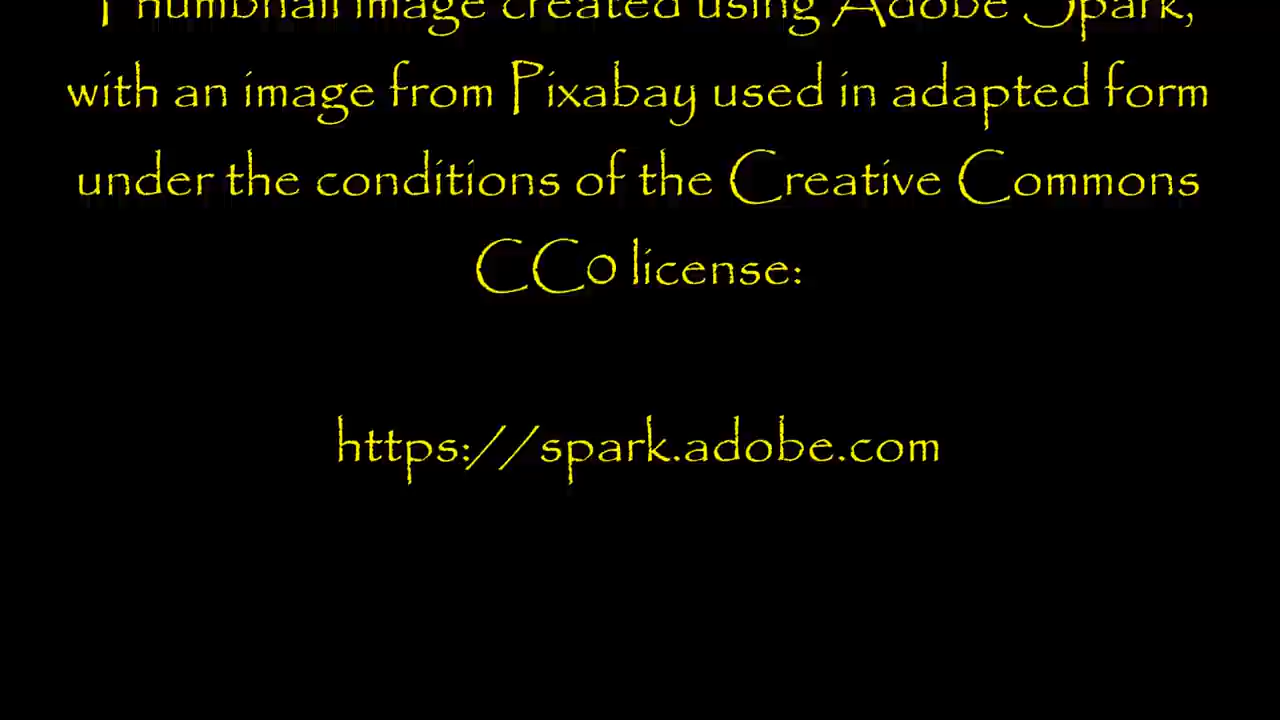 Thumbnail image created using Adobe Spark,
with an image from Pixabay used in adapted form
under the conditions of the Creative Commons
CC0 license:
https://spark.adobe.com